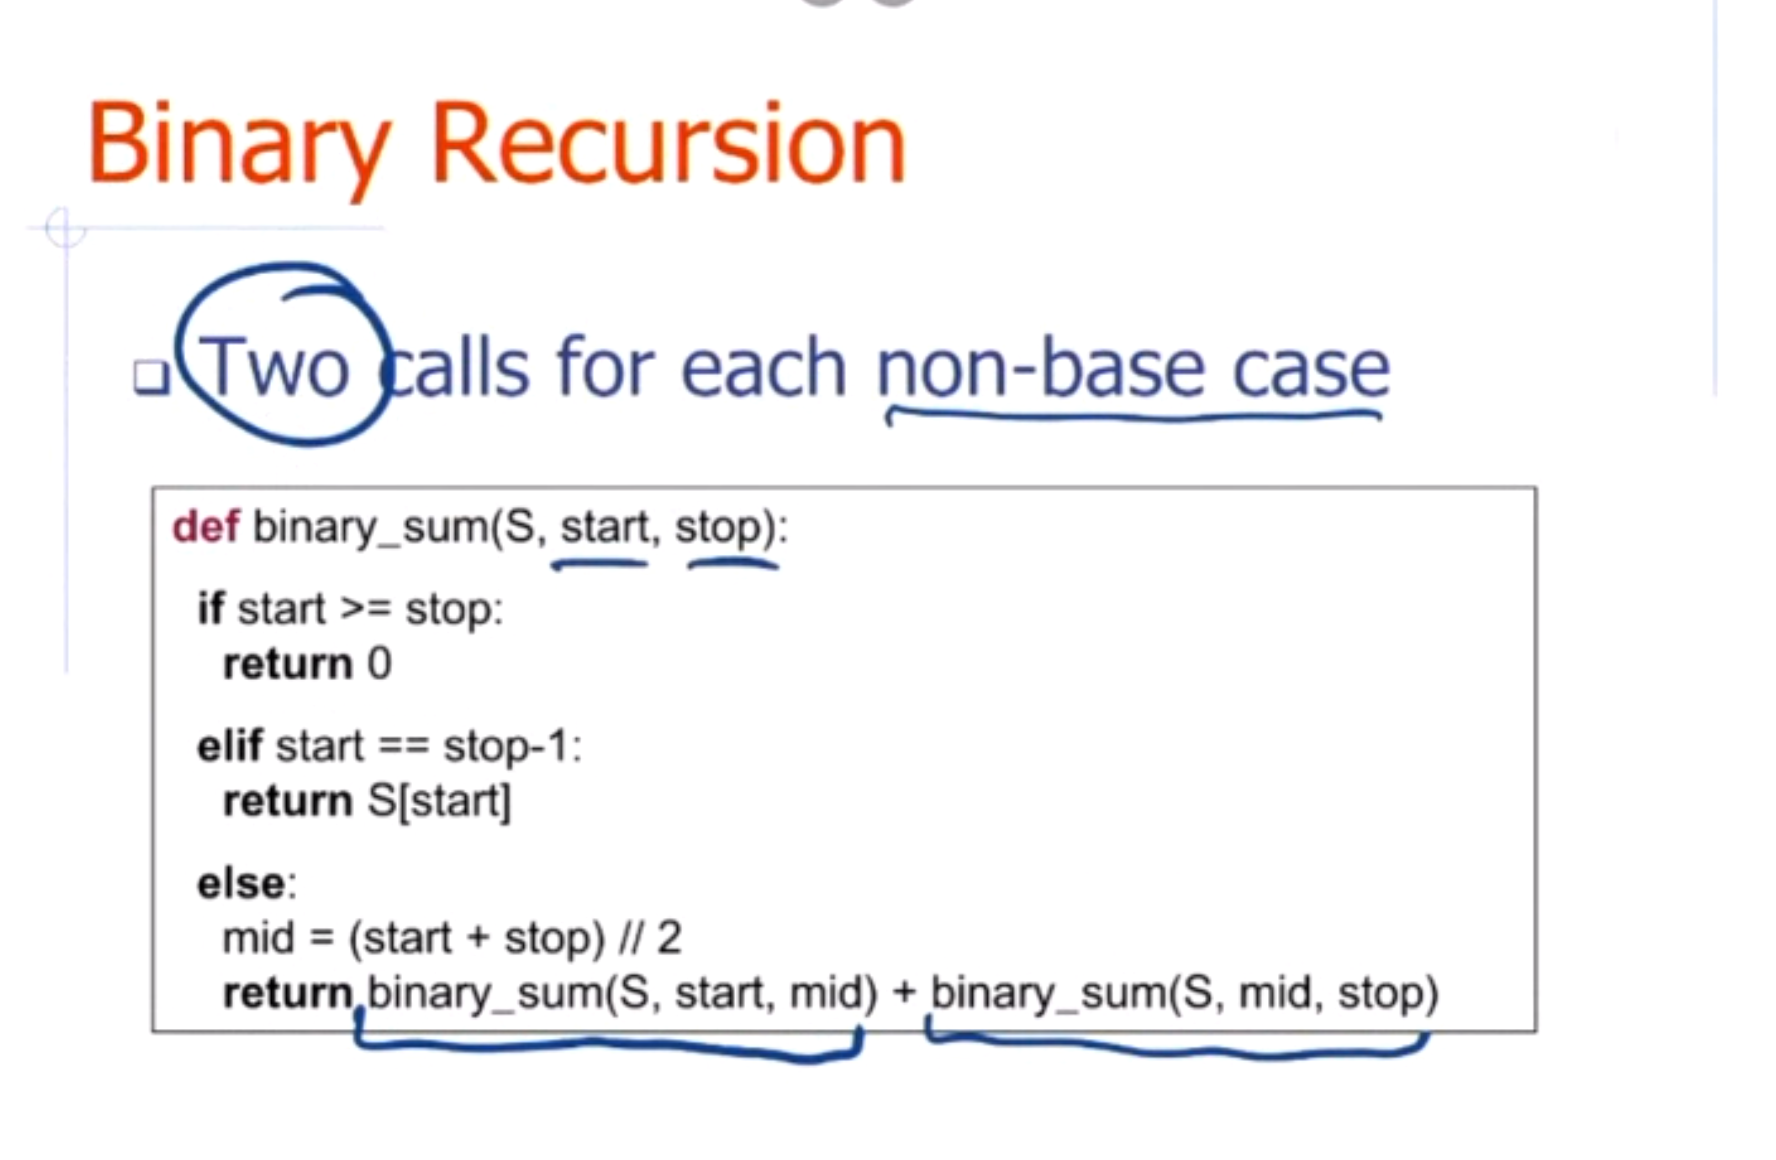 Binary Recursion
Two calls for each non-base case
def binary_sum(S, start, stop):
if start >= stop:
return 0
elif start == stop-1:
return S[start]
else:
mid = (start + stop) // 2
return binary_sum(S, start, mid) + binary_sum(S, mid, stop)